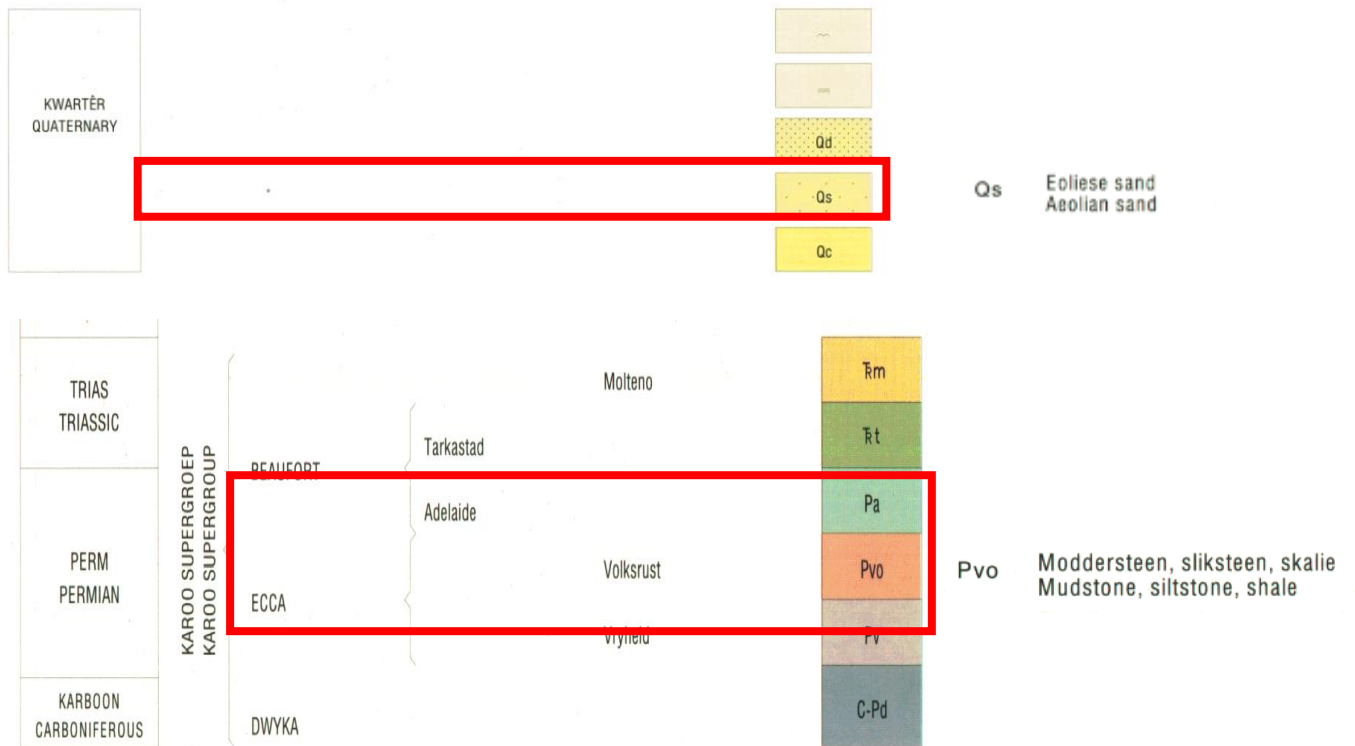 KWARTÊR
QUATERNARY
Qd
Qs
Qc
Qs Eoliese sand
Aeolian sand
TRIAS
TRIASSIC
PERM
PERMIAN
KARBOON
CARBONIFEROUS
KAROO SUPERGROEP
KAROO SUPERGROUP
BEAUFORT
ECCA
DWYKA
Tarkastad
Adelaide
Molteno
Volksrust
Vryheid
TRm
TRt
Pa
Pvo
Pv
C-Pd
Pvo Moddersteen, sliksteen, skalie
Mudstone, siltstone, shale